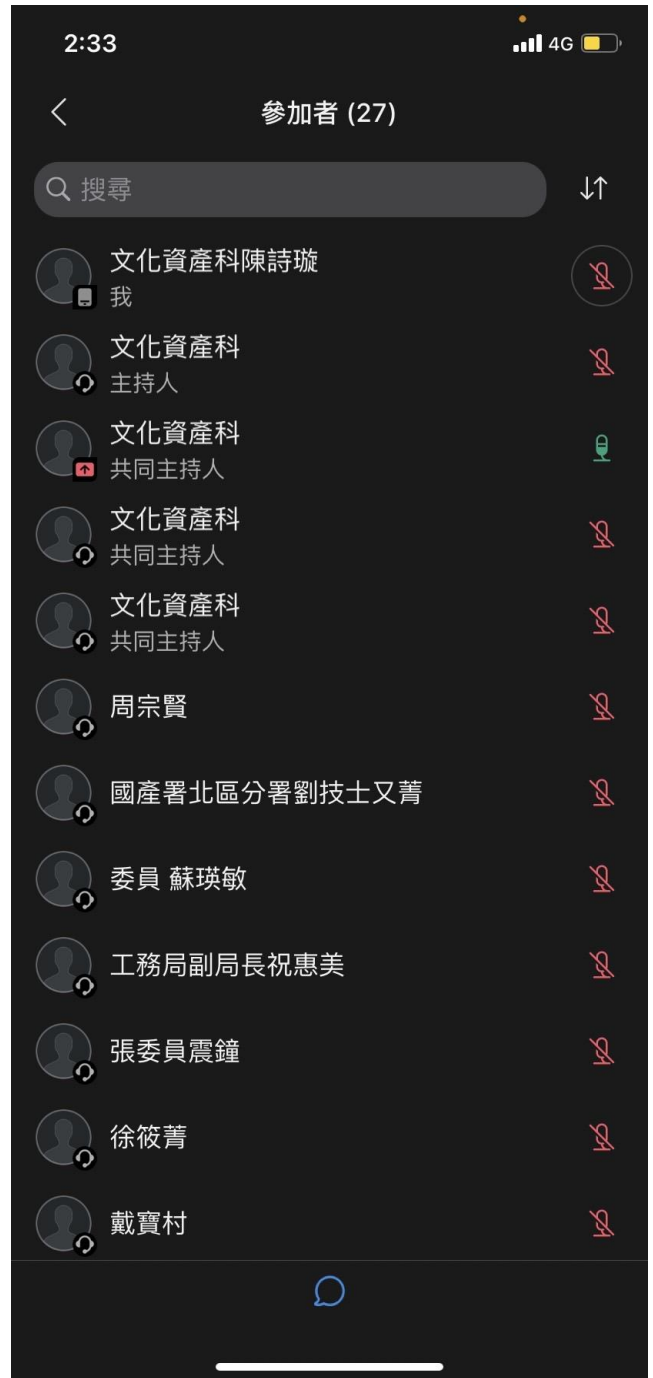 2:33
4G
參加者 (27)
搜尋
文化資產科陳詩璇
我
文化資產科
主持人
文化資產科
共同主持人
文化資產科
共同主持人
文化資產科
共同主持人
周宗賢
國產署北區分署劉技士又菁
委員 蘇瑛敏
工務局副局長祝惠美
張委員震鐘
徐筱菁
戴寶村